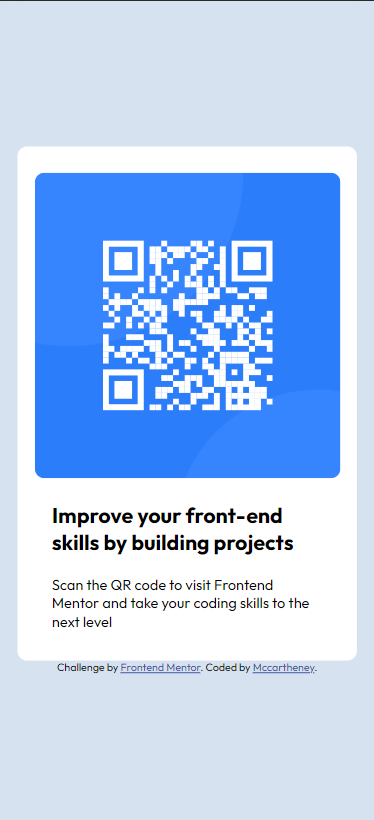 Improve your front-end
skills by building projects
Scan the QR code to visit Frontend
Mentor and take your coding skills to the
next level
Challenge by Frontend Mentor. Coded by Mccartheney.